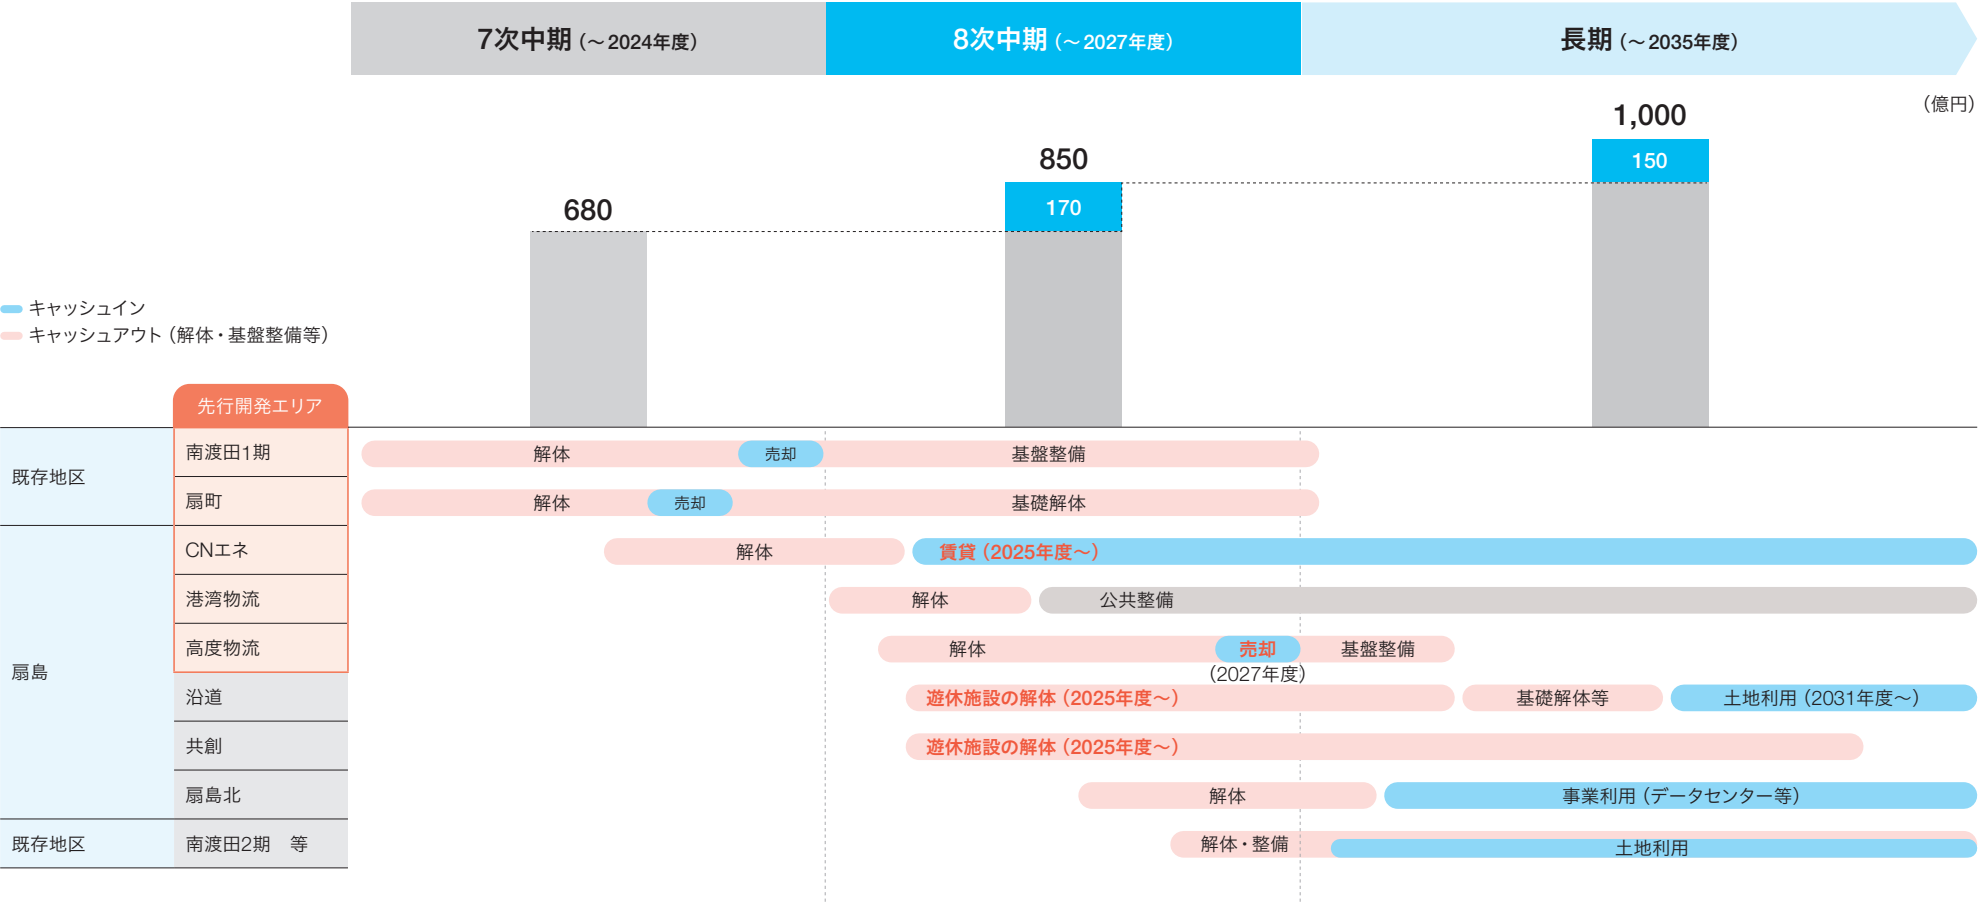 7次中期（～2024年度）
8次中期（～2027年度）
長期（～2035年度）
（億円）
680
850
170
1,000
150
キャッシュイン
キャッシュアウト（解体・基盤整備等）
先行開発エリア
既存地区
南渡田1期
解体
売却
基盤整備
扇町
解体
売却
基礎解体
扇島
CNエネ
解体
賃貸（2025年度～）
港湾物流
解体
公共整備
高度物流
解体
売却
（2027年度）
基盤整備
沿道
遊休施設の解体（2025年度～）
基礎解体等
土地利用（2031年度～）
共創
遊休施設の解体（2025年度～）
扇島北
解体
事業利用（データセンター等）
既存地区
南渡田2期　等
解体・整備
土地利用